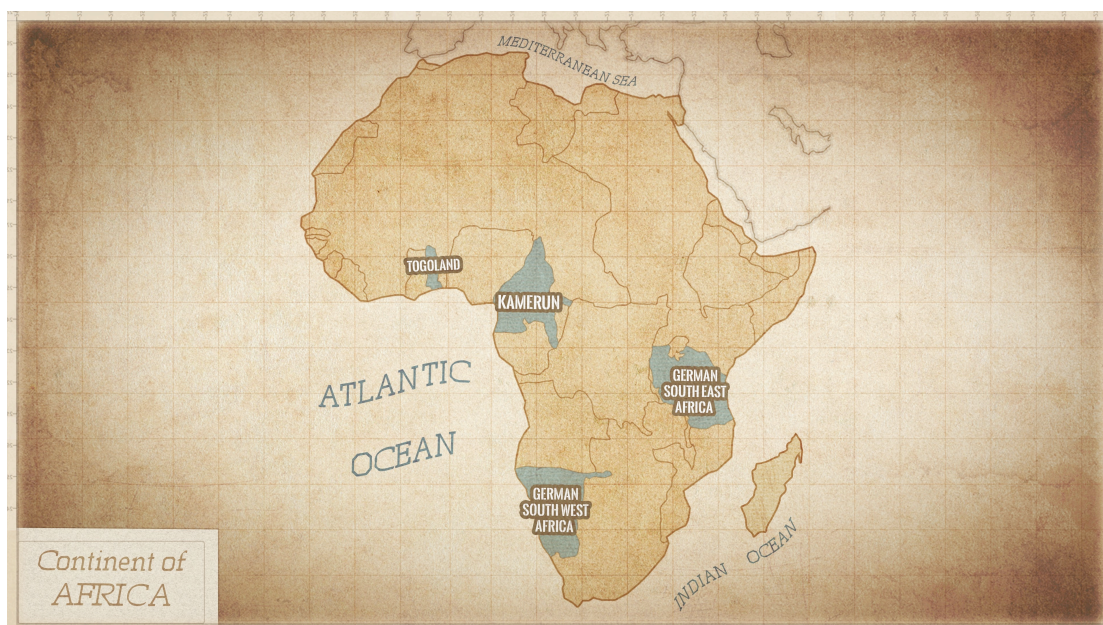 MEDITERRANEAN SEA
TOGOLAND
KAMERUN
ATLANTIC
OCEAN
GERMAN
SOUTH EAST
AFRICA
GERMAN
SOUTH WEST
AFRICA
INDIAN OCEAN
Continent of
AFRICA